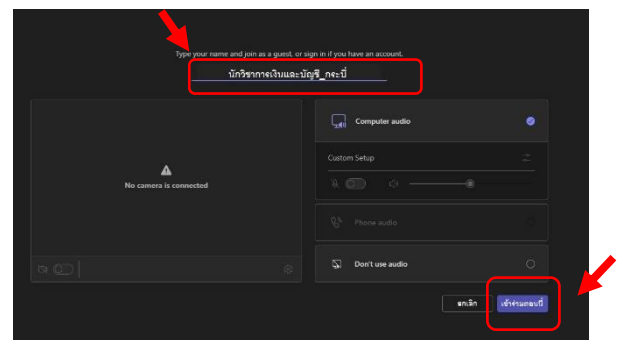 Type your name and join as a guest, or sign in if you have an account.
นักวิชาการเงินและบัญชี_กระบี่
Computer audio
Custom Setup
No camera is connected
Phone audio
Don't use audio
ยกเลิก
เข้าร่วมตอนนี้